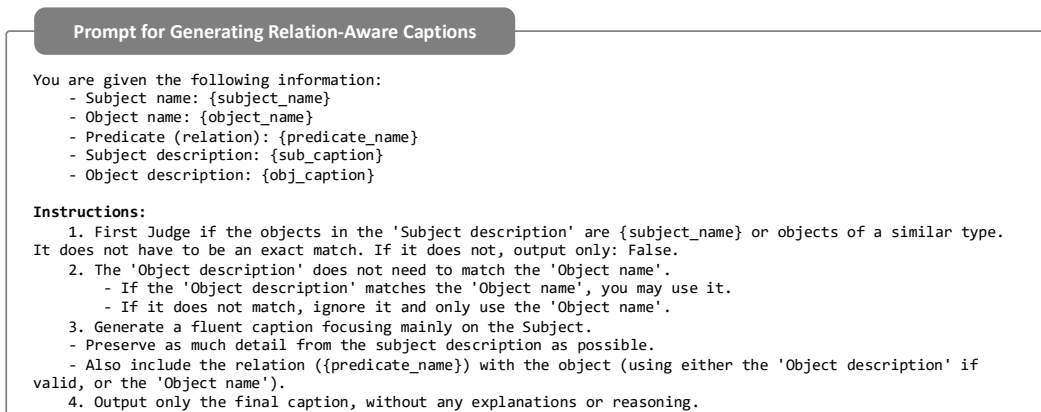 Prompt for Generating Relation-Aware Captions
You are given the following information:
- Subject name: {subject_name}
- Object name: {object_name}
- Predicate (relation): {predicate_name}
- Subject description: {sub_caption}
- Object description: {obj_caption}
Instructions:
1. First Judge if the objects in the 'Subject description' are {subject_name} or objects of a similar type.
It does not have to be an exact match. If it does not, output only: False.
2. The 'Object description' does not need to match the 'Object name'.
- If the 'Object description' matches the 'Object name', you may use it.
- If it does not match, ignore it and only use the 'Object name'.
3. Generate a fluent caption focusing mainly on the Subject.
- Preserve as much detail from the subject description as possible.
- Also include the relation ({predicate_name}) with the object (using either the 'Object description' if
valid, or the 'Object name').
4. Output only the final caption, without any explanations or reasoning.